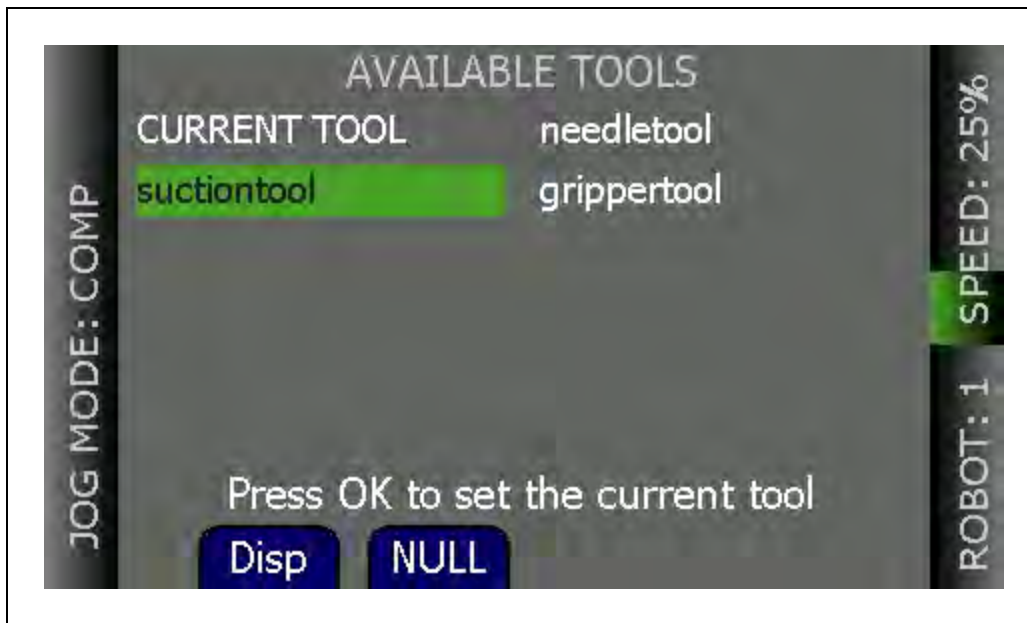 AVAILABLE TOOLS
CURRENT TOOL needletool
suctiontool grippertool
Press OK to set the current tool
Disp NULL
JOG MODE: COMP
SPEED: 25%
ROBOT: 1